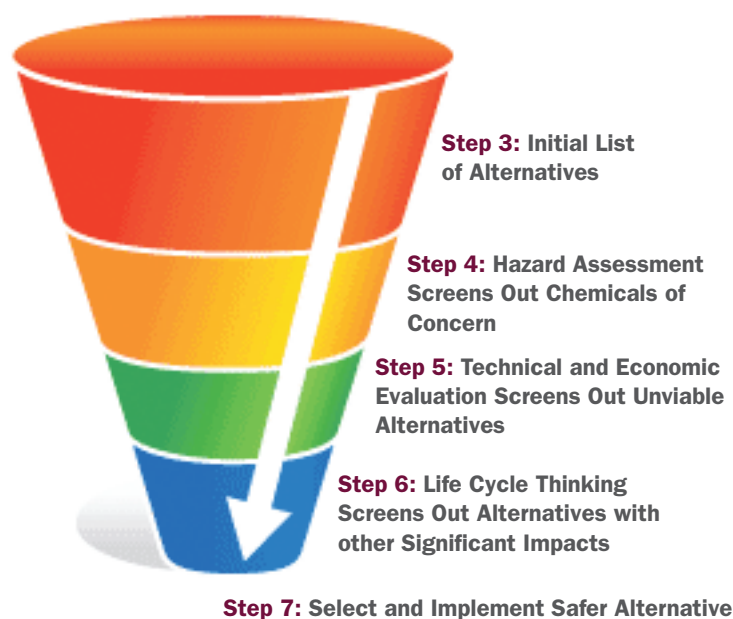 Step 3: Initial List
of Alternatives
Step 4: Hazard Assessment
Screens Out Chemicals of
Concern
Step 5: Technical and Economic
Evaluation Screens Out Unviable
Alternatives
Step 6: Life Cycle Thinking
Screens Out Alternatives with
other Significant Impacts
Step 7: Select and Implement Safer Alternative